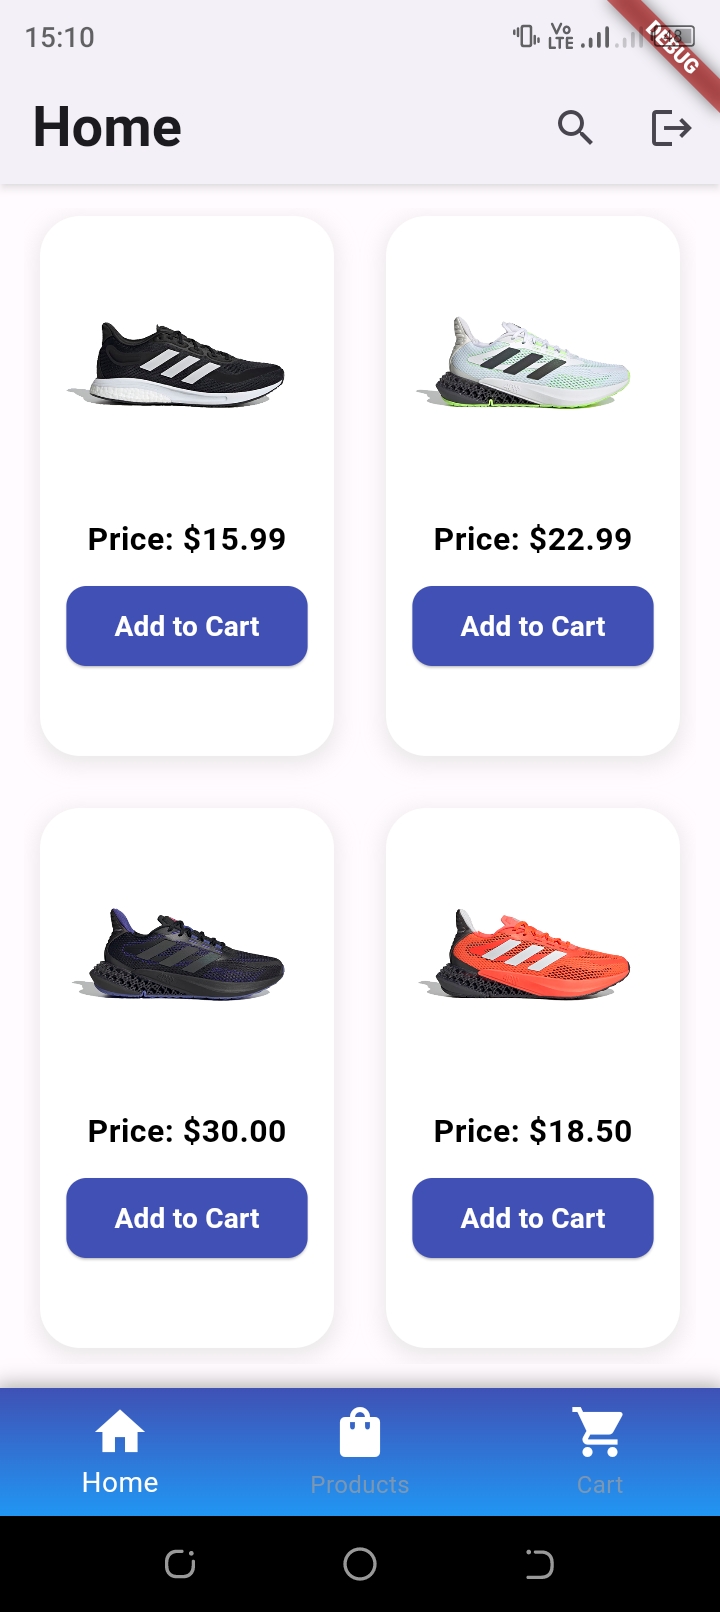 15:10
Vo
LTE
48
DEBUG
Home
Price: $15.99
Price: $22.99
Add to Cart
Add to Cart
Price: $30.00
Price: $18.50
Add to Cart
Add to Cart
Home
Products
Cart